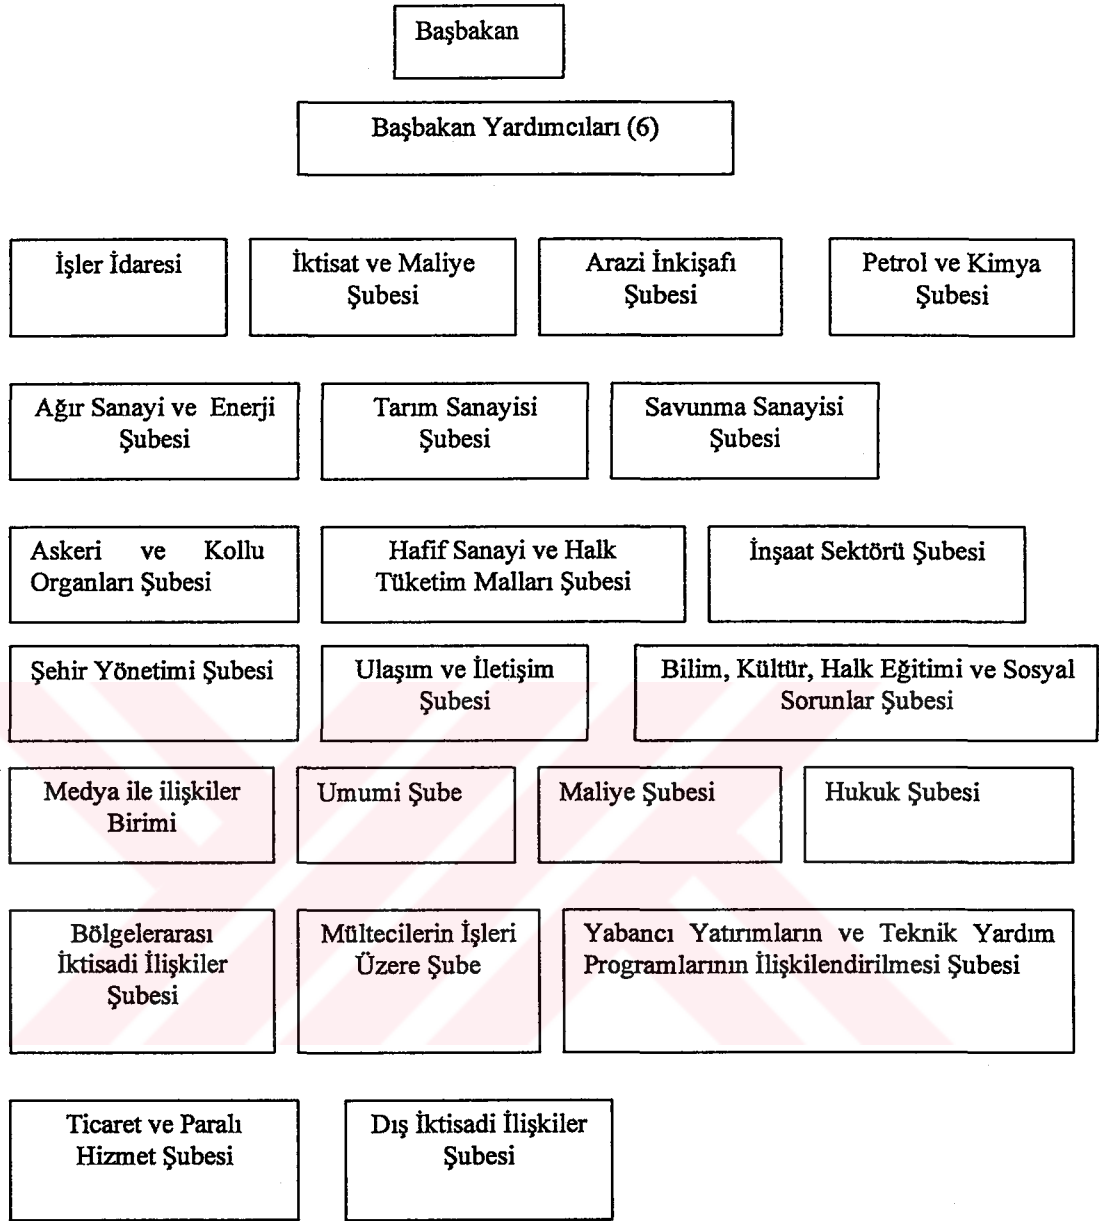 Başbakan
Başbakan Yardımcıları (6)
İşler İdaresi
İktisat ve Maliye
Şubesi
Arazi İnkişafı
Şubesi
Petrol ve Kimya
Şubesi
Ağır Sanayi ve Enerji
Şubesi
Tarım Sanayisi
Şubesi
Savunma Sanayisi
Şubesi
Askeri ve Kollu
Organları Şubesi
Hafif Sanayi ve Halk
Tüketim Malları Şubesi
İnşaat Sektörü Şubesi
Şehir Yönetimi Şubesi
Ulaşım ve İletişim
Şubesi
Bilim, Kültür, Halk Eğitimi ve Sosyal
Sorunlar Şubesi
Medya ile ilişkiler
Birimi
Umumi Şube
Maliye Şubesi
Hukuk Şubesi
Bölgelerarası
İktisadi İlişkiler
Şubesi
Mültecilerin İşleri
Üzere Şube
Yabancı Yatırımların ve Teknik Yardım
Programlarının İlişkilendirilmesi Şubesi
Ticaret ve Paralı
Hizmet Şubesi
Dış İktisadi İlişkiler
Şubesi